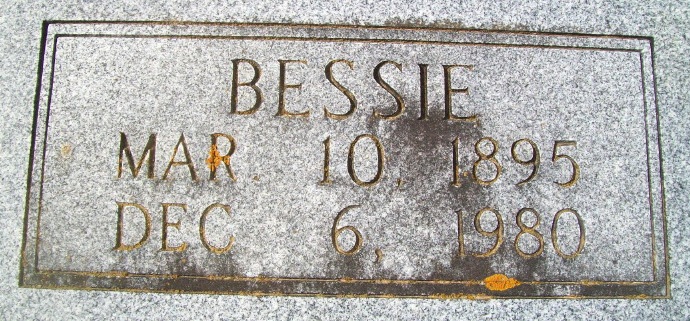 BESSIE
MAR. 10, 1895
DEC 6, 1980